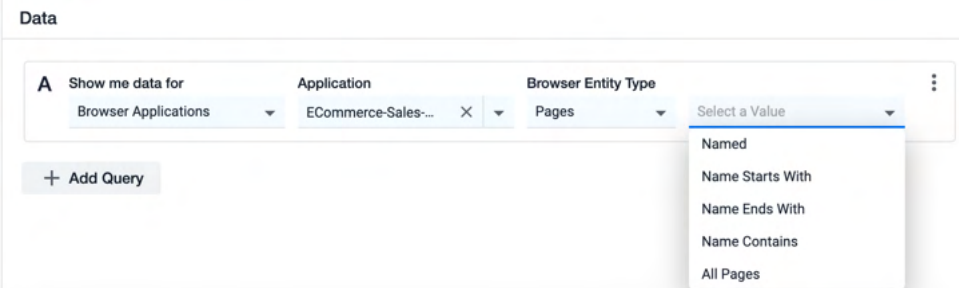 Data
A Show me data for Application Browser Entity Type
Browser Applications ECommerce-Sales-... Pages Select a Value
Named
+ Add Query Name Starts With
Name Ends With
Name Contains
All Pages